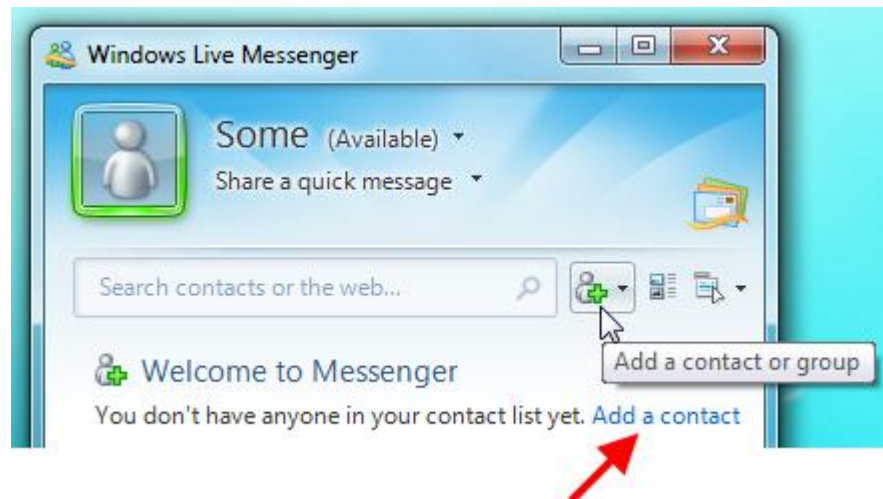 Windows Live Messenger
Some (Available)
Share a quick message
Search contacts or the web...
Add a contact or group
Welcome to Messenger
You don't have anyone in your contact list yet. Add a contact